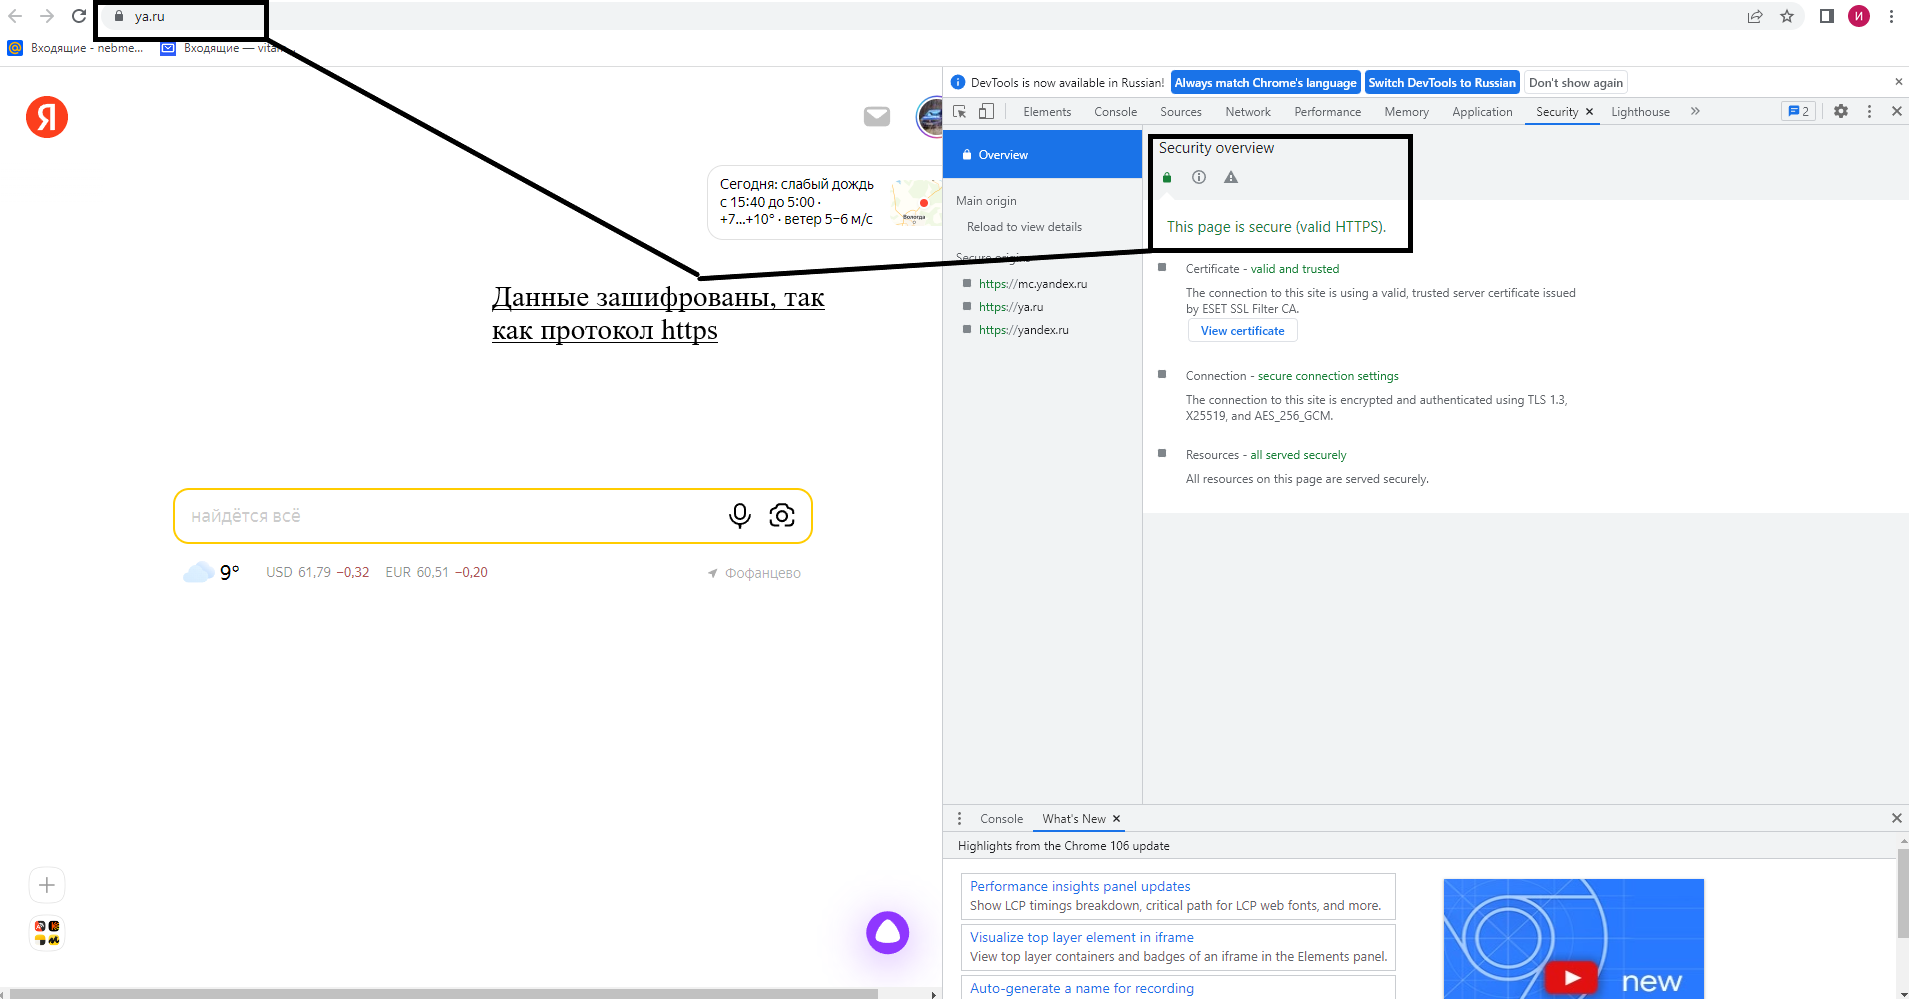 ya.ru
Входящие - nebme...
Входящие — vitali...
Я
Сегодня: слабый дождь
с 15:40 до 5:00 ·
+7...+10° · ветер 5–6 м/с
Вологда
Данные зашифрованы, так
как протокол https
найдётся всё
9°
USD 61,79 −0,32
EUR 60,51 −0,20
Фофанцево
И
DevTools is now available in Russian!
Always match Chrome's language
Switch DevTools to Russian
Don't show again
Elements
Console
Sources
Network
Performance
Memory
Application
Security
Lighthouse
2
Overview
Main origin
Reload to view details
Secure origins
https://mc.yandex.ru
https://ya.ru
https://yandex.ru
Security overview
This page is secure (valid HTTPS).
Certificate - valid and trusted
The connection to this site is using a valid, trusted server certificate issued
by ESET SSL Filter CA.
View certificate
Connection - secure connection settings
The connection to this site is encrypted and authenticated using TLS 1.3,
X25519, and AES_256_GCM.
Resources - all served securely
All resources on this page are served securely.
Console
What's New
Highlights from the Chrome 106 update
Performance insights panel updates
Show LCP timings breakdown, critical path for LCP web fonts, and more.
Visualize top layer element in iframe
View top layer containers and badges of an iframe in the Elements panel.
Auto-generate a name for recording
new